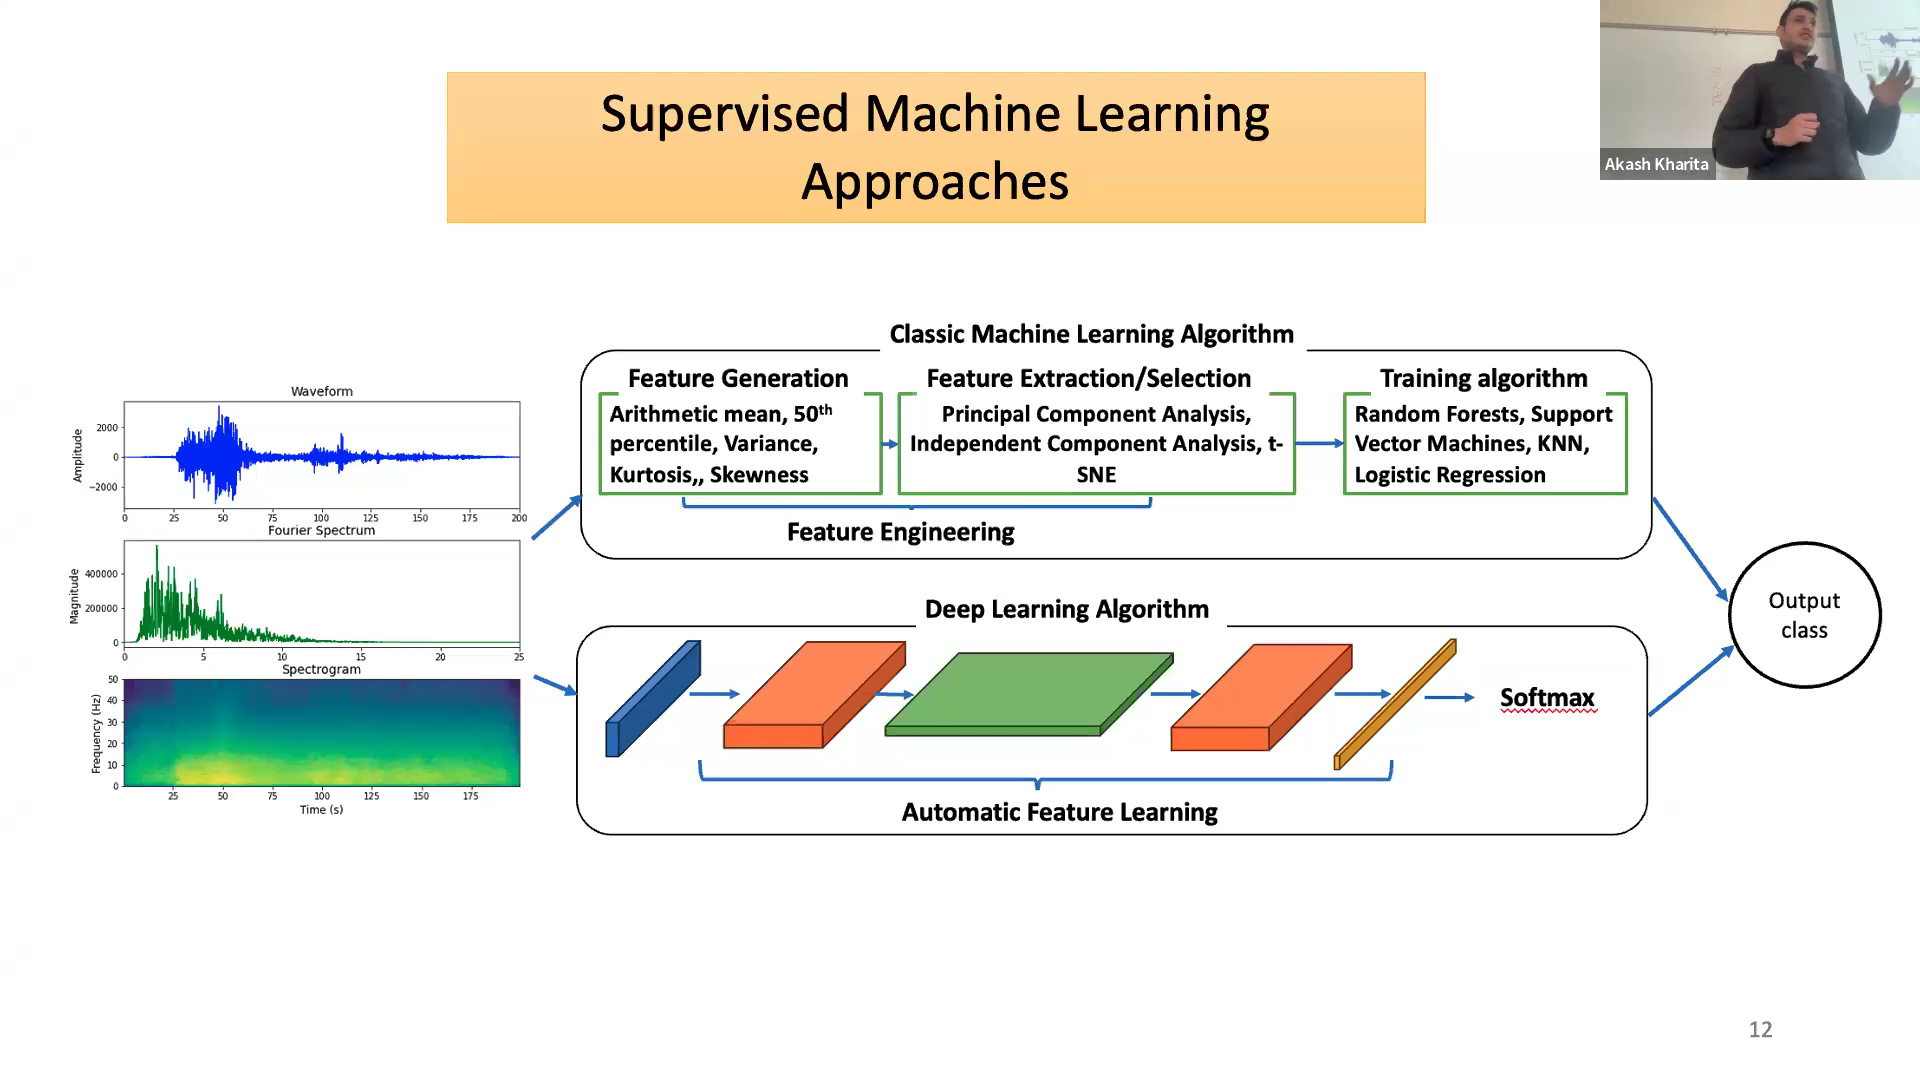 Supervised Machine Learning
Approaches
Akash Kharita
Classic Machine Learning Algorithm
Feature Generation
Arithmetic mean, 50th
percentile, Variance,
Kurtosis,, Skewness
Feature Extraction/Selection
Principal Component Analysis,
Independent Component Analysis, t-
SNE
Training algorithm
Random Forests, Support
Vector Machines, KNN,
Logistic Regression
Feature Engineering
Waveform
Amplitude
2000
0
−2000
0 25 50 75 100 125 150 175 200
Fourier Spectrum
Magnitude
400000
200000
0
0 5 10 15 20 25
Spectrogram
Frequency (Hz)
50
40
30
20
10
0
25 50 75 100 125 150 175
Time (s)
Deep Learning Algorithm
Softmax
Automatic Feature Learning
Output
class
12